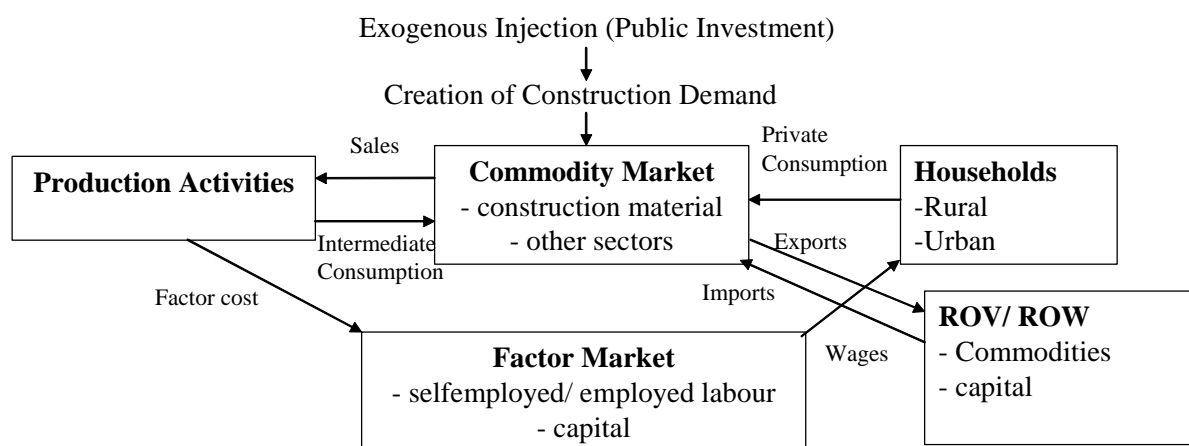 Exogenous Injection (Public Investment)
Creation of Construction Demand
Sales
Private
Consumption
Production Activities
Commodity Market
- construction material
- other sectors
Households
-Rural
-Urban
Intermediate
Consumption
Exports
Factor cost
Imports
ROV/ ROW
- Commodities
- capital
Wages
Factor Market
- selfemployed/ employed labour
- capital